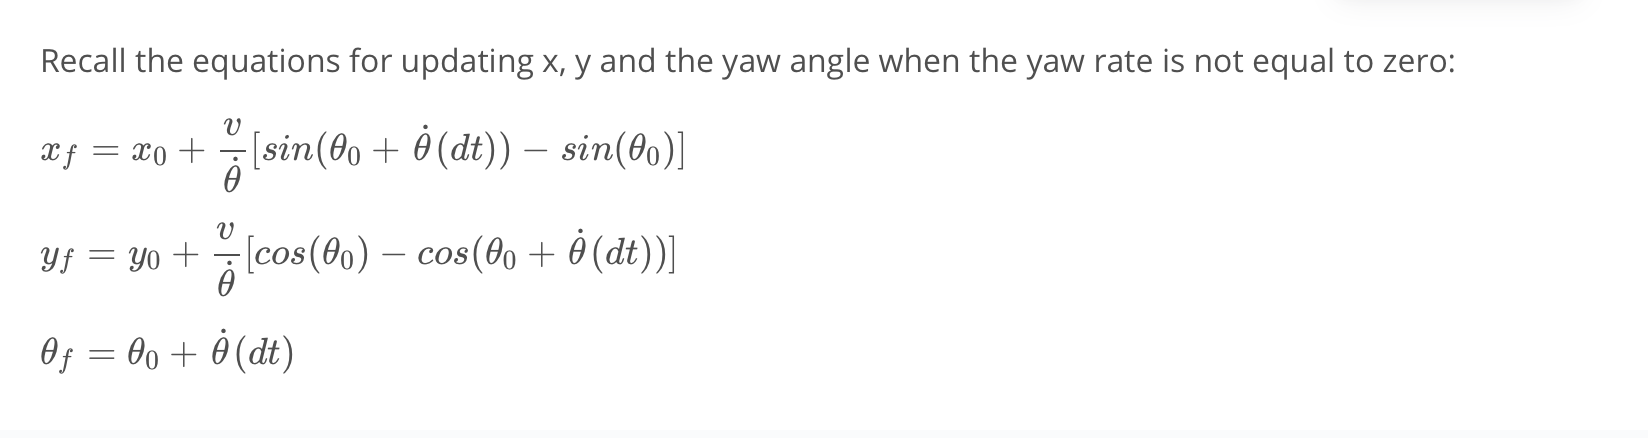 Recall the equations for updating x, y and the yaw angle when the yaw rate is not equal to zero:
x_f = x_0 + \frac{v}{\dot{\theta}}[sin(\theta_0 + \dot{\theta}(dt)) - sin(\theta_0)]
y_f = y_0 + \frac{v}{\dot{\theta}}[cos(\theta_0) - cos(\theta_0 + \dot{\theta}(dt))]
\theta_f = \theta_0 + \dot{\theta}(dt)